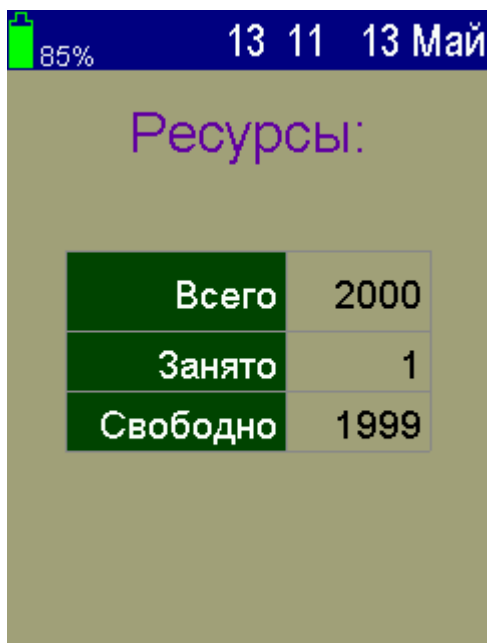 85% 13 11 13 Май
Ресурсы:
Всего 2000
Занято 1
Свободно 1999